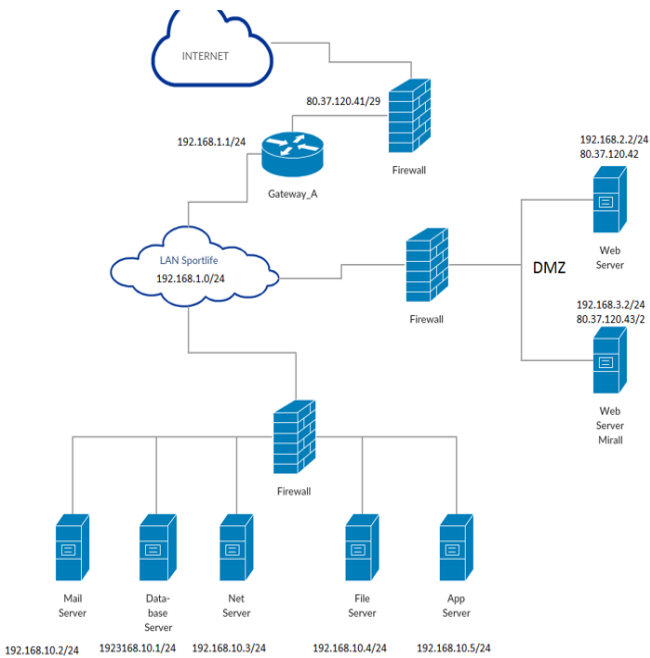 INTERNET
80.37.120.41/29
192.168.1.1/24
Firewall
Gateway_A
192.168.2.2/24
80.37.120.42
Web
Server
LAN Sportlife
192.168.1.0/24
Firewall
DMZ
192.168.3.2/24
80.37.120.43/2
Web
Server
Mirall
Firewall
Mail
Server
Data-
base
Server
Net
Server
File
Server
App
Server
192.168.10.2/24
1923168.10.1/24
192.168.10.3/24
192.168.10.4/24
192.168.10.5/24